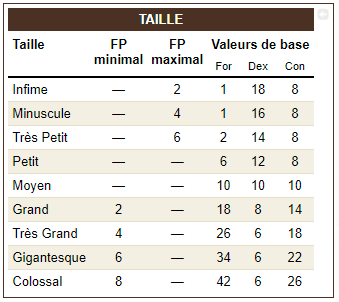 TAILLE
Taille FP minimal FP maximal Valeurs de base
For Dex Con
Infime — 2 1 18 8
Minuscule — 4 1 16 8
Très Petit — 6 2 14 8
Petit — — 6 12 8
Moyen — — 10 10 10
Grand 2 — 18 8 14
Très Grand 4 — 26 6 18
Gigantesque 6 — 34 6 22
Colossal 8 — 42 6 26